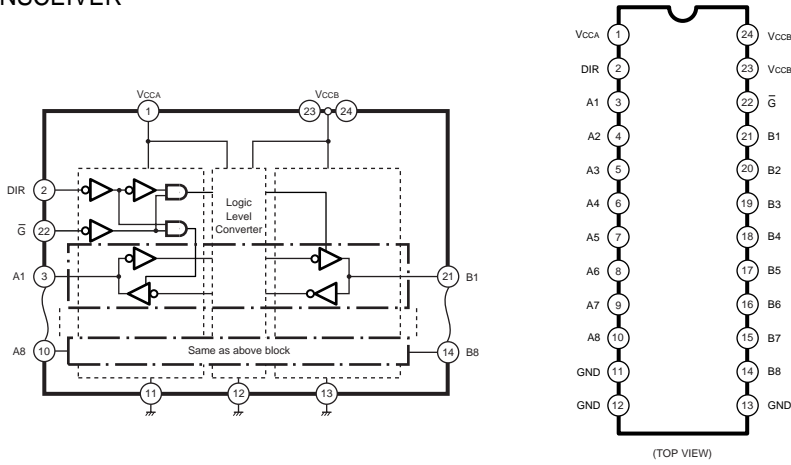 NSCEIVER
VCCA
VCCB
1
23
24
DIR
2
G̅
22
Logic
Level
Converter
A1
3
21
B1
A8
10
Same as above block
14
B8
11
12
13
VCCA 1
24 VCCB
DIR 2
23 VCCB
A1 3
22 G̅
A2 4
21 B1
A3 5
20 B2
A4 6
19 B3
A5 7
18 B4
A6 8
17 B5
A7 9
16 B6
A8 10
15 B7
GND 11
14 B8
GND 12
13 GND
(TOP VIEW)